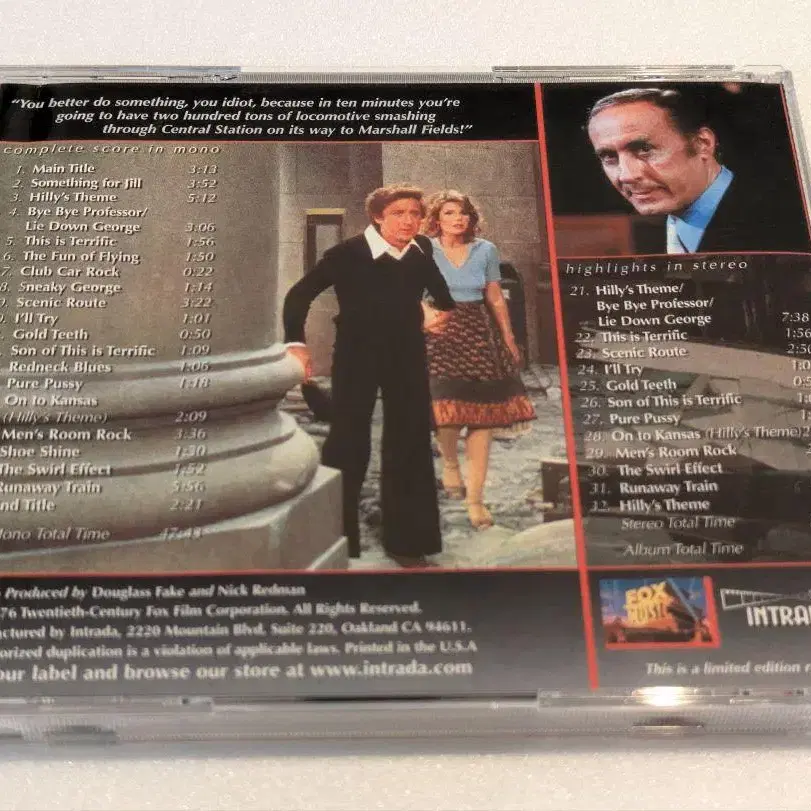 "You better do something, you idiot, because in ten minutes you're
going to have two hundred tons of locomotive smashing
through Central Station on its way to Marshall Fields!"
complete score in mono
1. Main Title 3:13
2. Something for Jill 3:52
3. Hilly's Theme 5:12
4. Bye Bye Professor/
Lie Down George 3:06
5. This is Terrific 1:56
6. The Fun of Flying 1:50
7. Club Car Rock 0:22
8. Sneaky George 1:14
Scenic Route 3:22
I'll Try 1:01
Gold Teeth 0:50
Son of This is Terrific 1:09
Redneck Blues 1:06
Pure Pussy 1:18
On to Kansas
(Hilly's Theme) 2:09
Men's Room Rock 3:36
Shoe Shine 1:30
The Swirl Effect 1:52
Runaway Train 5:56
nd Title 2:21
Mono Total Time 47:43
highlights in stereo
21. Hilly's Theme/
Bye Bye Professor/
Lie Down George 7:38
22. This is Terrific 1:56
23. Scenic Route
24. I'll Try
25. Gold Teeth
26. Son of This is Terrific
27. Pure Pussy
28. On to Kansas (Hilly's Theme)
29. Men's Room Rock
30. The Swirl Effect
31. Runaway Train
32. Hilly's Theme
Stereo Total Time
Album Total Time
Produced by Douglass Fake and Nick Redman
76 Twentieth-Century Fox Film Corporation. All Rights Reserved.
ctured by Intrada, 2220 Mountain Blvd, Suite 220, Oakland CA 94611.
orized duplication is a violation of applicable laws. Printed in the U.S.A
our label and browse our store at www.intrada.com
FOX
MUSIC
INTRA
This is a limited edition